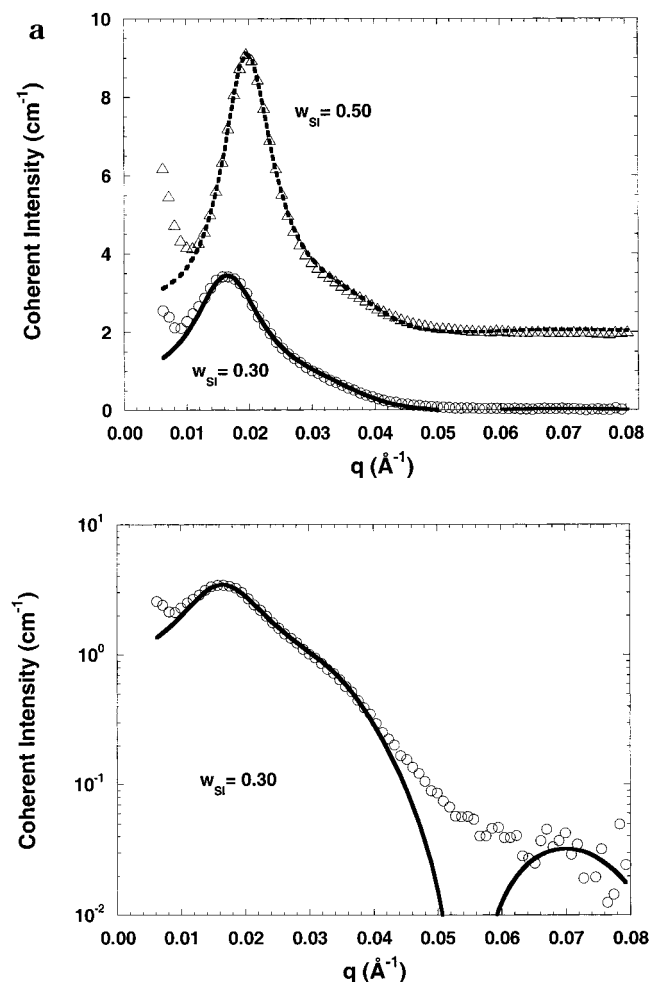 a
10
8
6
4
2
0
Coherent Intensity (cm⁻¹)
w_SI = 0.50
w_SI = 0.30
0.00 0.01 0.02 0.03 0.04 0.05 0.06 0.07 0.08
q (Å⁻¹)
10¹
10⁰
10⁻¹
10⁻²
Coherent Intensity (cm⁻¹)
w_SI = 0.30
0.00 0.01 0.02 0.03 0.04 0.05 0.06 0.07 0.08
q (Å⁻¹)